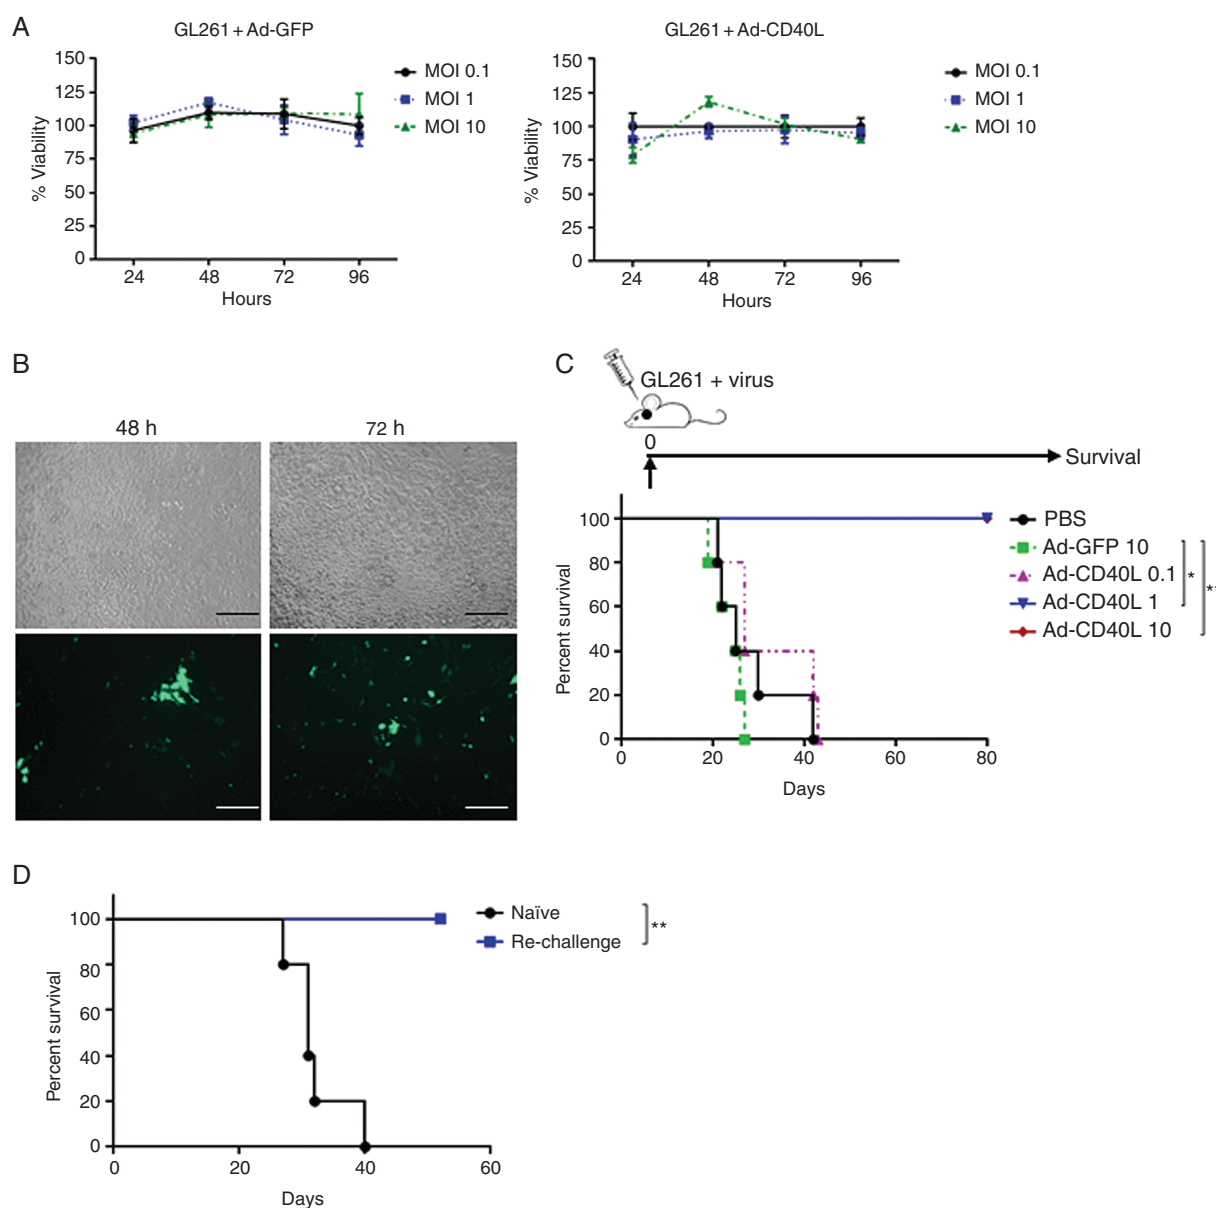 A
GL261 + Ad-GFP
150
125
100
75
50
25
0
% Viability
24 48 72 96
Hours
MOI 0.1
MOI 1
MOI 10
GL261 + Ad-CD40L
150
125
100
75
50
25
0
% Viability
24 48 72 96
Hours
MOI 0.1
MOI 1
MOI 10
B
48 h
72 h
C
GL261 + virus
0
Survival
100
80
60
40
20
0
Percent survival
0 20 40 60 80
Days
PBS
Ad-GFP 10
Ad-CD40L 0.1
Ad-CD40L 1
Ad-CD40L 10
*
**
D
100
80
60
40
20
0
Percent survival
0 20 40 60
Days
Naïve
Re-challenge
**